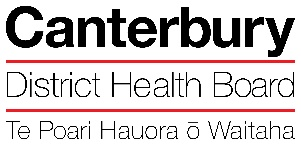 Canterbury
District Health Board
Te Poari Hauora ō Waitaha